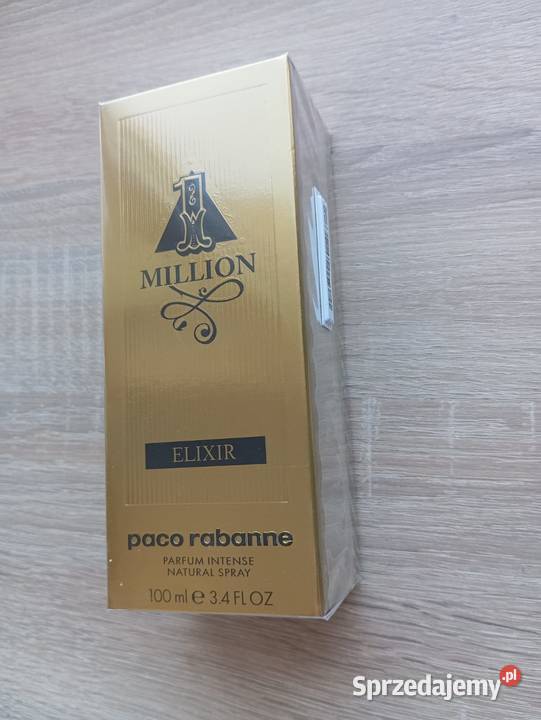 1
MILLION
ELIXIR
paco rabanne
PARFUM INTENSE
NATURAL SPRAY
100 ml e 3.4 FL OZ
Sprzedajemy.pl